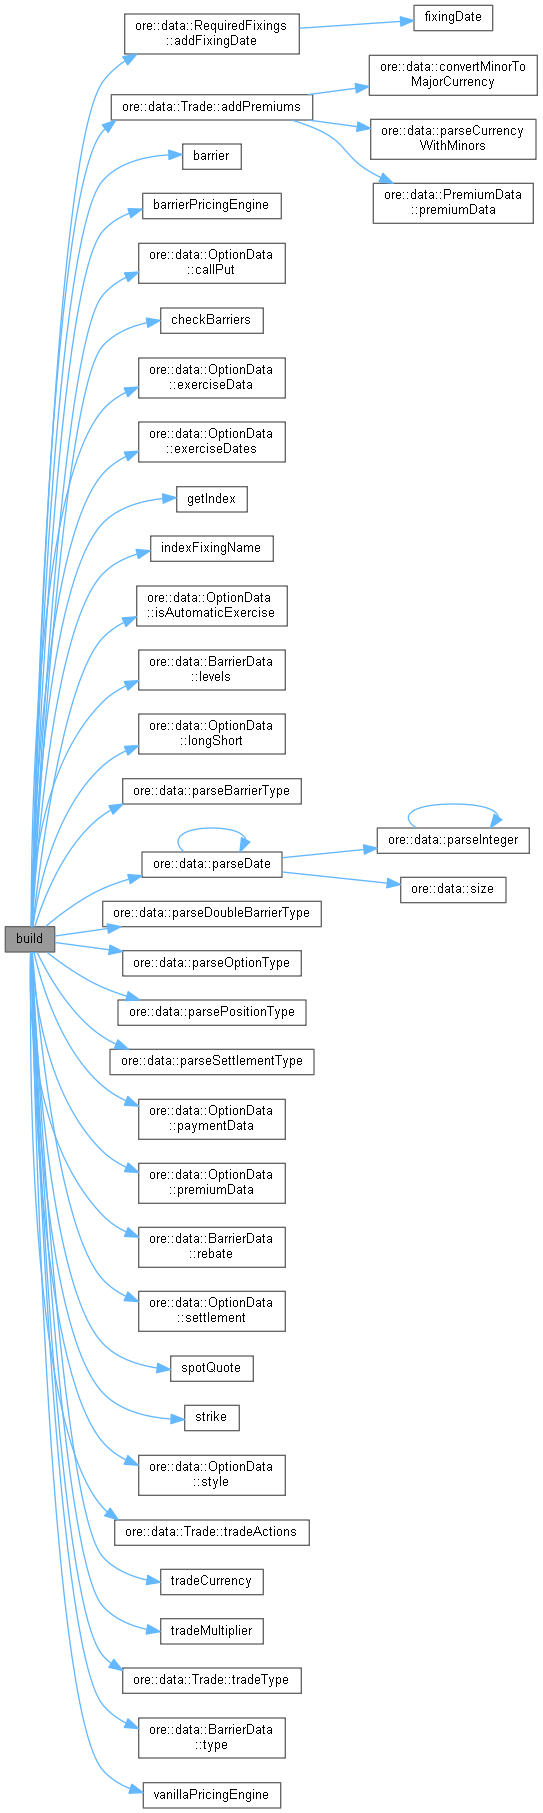 ore::data::RequiredFixings
::addFixingDate
fixingDate
ore::data::Trade::addPremiums
ore::data::convertMinorTo
MajorCurrency
ore::data::parseCurrency
WithMinors
ore::data::PremiumData
::premiumData
barrier
barrierPricingEngine
ore::data::OptionData
::callPut
checkBarriers
ore::data::OptionData
::exerciseData
ore::data::OptionData
::exerciseDates
getIndex
indexFixingName
ore::data::OptionData
::isAutomaticExercise
ore::data::BarrierData
::levels
ore::data::OptionData
::longShort
ore::data::parseBarrierType
ore::data::parseDate
ore::data::parseInteger
ore::data::size
build
ore::data::parseDoubleBarrierType
ore::data::parseOptionType
ore::data::parsePositionType
ore::data::parseSettlementType
ore::data::OptionData
::paymentData
ore::data::OptionData
::premiumData
ore::data::BarrierData
::rebate
ore::data::OptionData
::settlement
spotQuote
strike
ore::data::OptionData
::style
ore::data::Trade::tradeActions
tradeCurrency
tradeMultiplier
ore::data::Trade::tradeType
ore::data::BarrierData
::type
vanillaPricingEngine